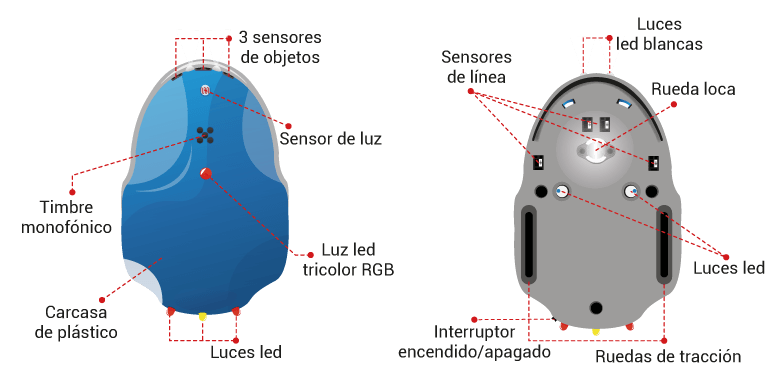 3 sensores
de objetos
Sensor de luz
Timbre
monofónico
Luz led
tricolor RGB
Carcasa
de plástico
Luces led
Luces
led blancas
Sensores
de línea
Rueda loca
Luces led
Interruptor
encendido/apagado
Ruedas de tracción